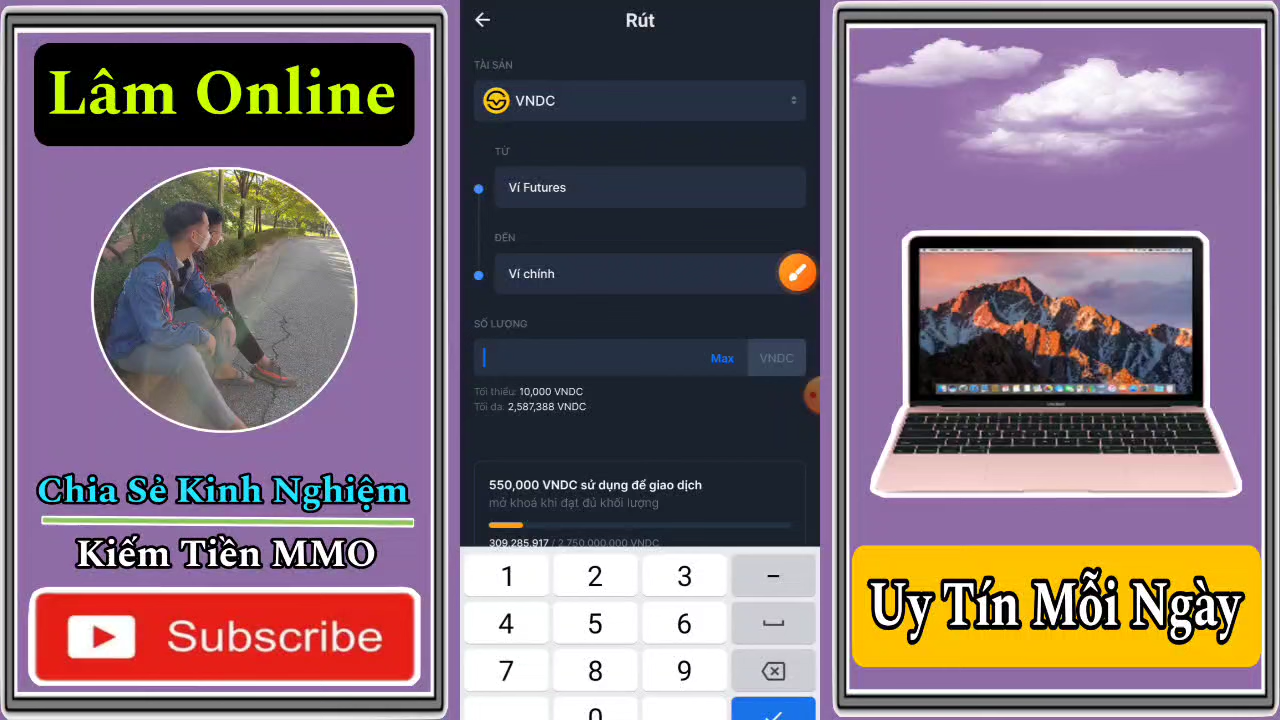 Lâm Online
Chia Sẻ Kinh Nghiệm
Kiếm Tiền MMO
Subscribe
Rút
TÀI SẢN
VNDC
TỪ
Ví Futures
ĐẾN
Ví chính
SỐ LƯỢNG
Max VNDC
Tối thiểu: 10,000 VNDC
Tối đa: 2,587,388 VNDC
550,000 VNDC sử dụng để giao dịch
mở khoá khi đạt đủ khối lượng
309,285,917 / 2,750,000,000 VNDC
1 2 3 –
4 5 6
7 8 9
0
Uy Tín Mỗi Ngày